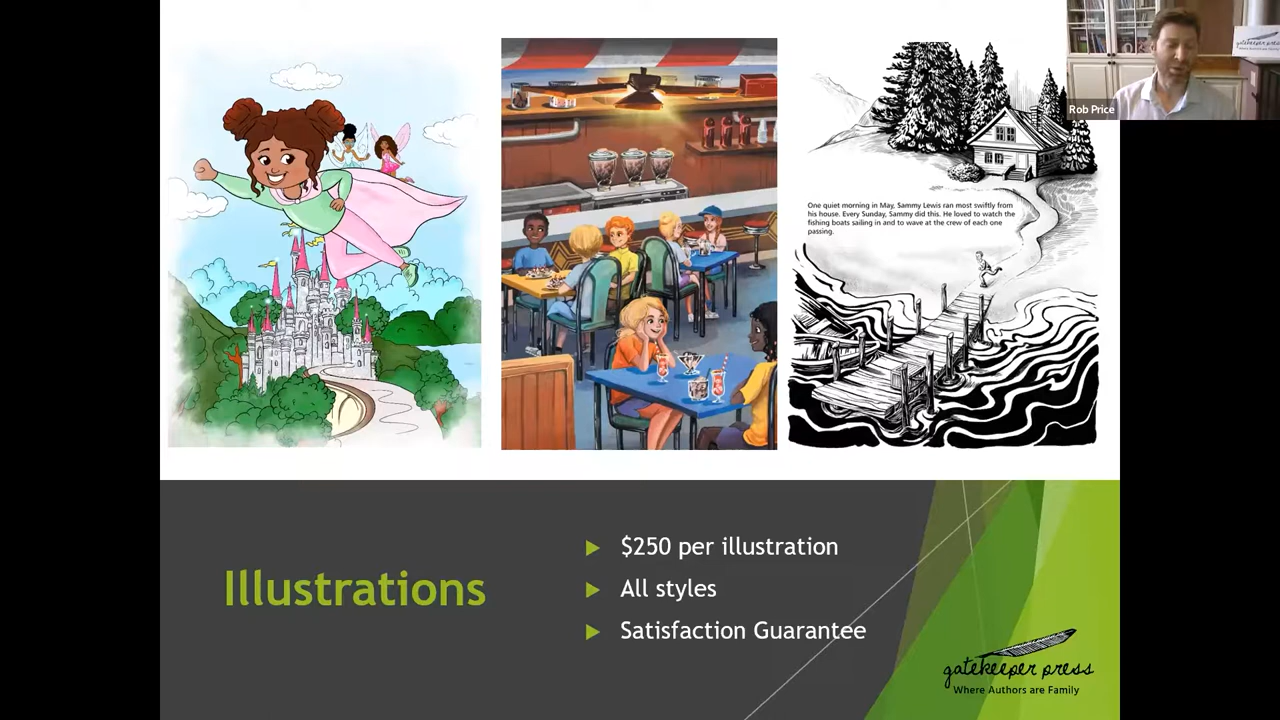 gatekeeper press
Rob Price
One quiet morning in May, Sammy Lewis ran most swiftly from
his house. Every Sunday, Sammy did this. He loved to watch the
fishing boats sailing in and to wave at the crew of each one
passing.
Illustrations
$250 per illustration
All styles
Satisfaction Guarantee
gatekeeper press
Where Authors are Family